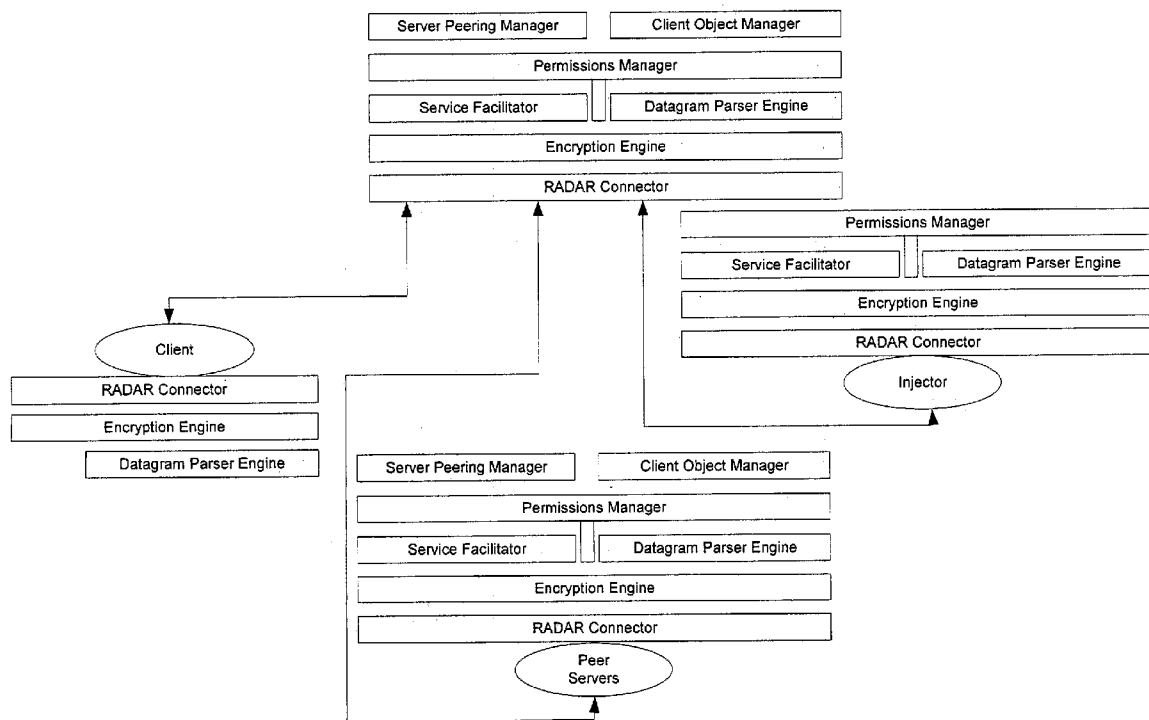 Server Peering Manager
Client Object Manager
Permissions Manager
Service Facilitator
Datagram Parser Engine
Encryption Engine
RADAR Connector
Permissions Manager
Service Facilitator
Datagram Parser Engine
Encryption Engine
RADAR Connector
Injector
Client
RADAR Connector
Encryption Engine
Datagram Parser Engine
Server Peering Manager
Client Object Manager
Permissions Manager
Service Facilitator
Datagram Parser Engine
Encryption Engine
RADAR Connector
Peer
Servers